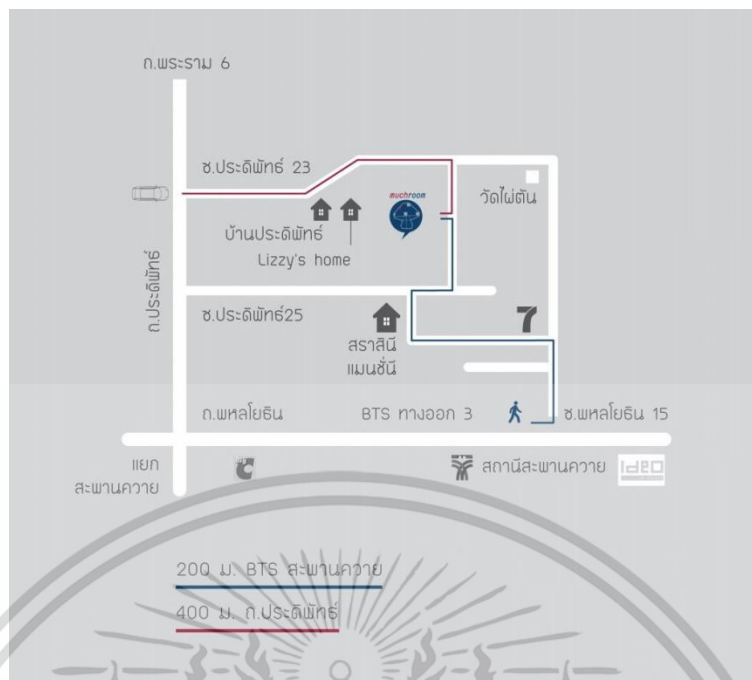 ถ.พระราม 6
ซ.ประดิพัทธ์ 23
muchroom
วัดไผ่ตัน
บ้านประดิพัทธ์
Lizzy's home
ถ.ประดิพัทธ์
ซ.ประดิพัทธ์25
7
สราสินี
แมนชั่นี
ถ.พหลโยธิน
BTS ทางออก 3
ซ.พหลโยธิน 15
แยก
สะพานควาย
สถานีสะพานควาย
IDEO
200 ม. BTS สะพานควาย
400 ม. ถ.ประดิพัทธ์